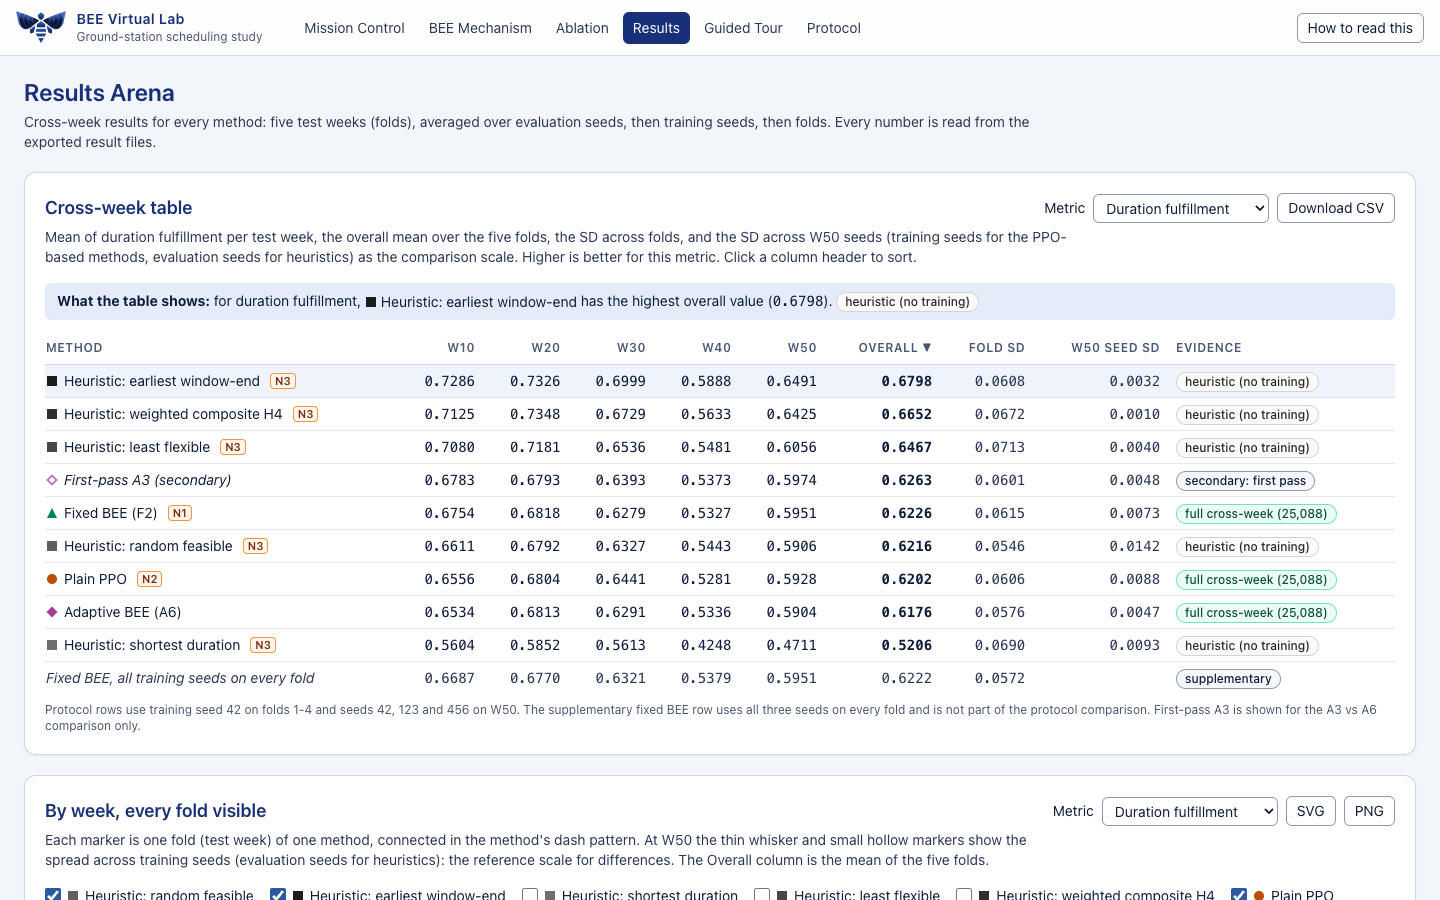 BEE Virtual Lab
Ground-station scheduling study
Mission Control BEE Mechanism Ablation Results Guided Tour Protocol
How to read this
Results Arena
Cross-week results for every method: five test weeks (folds), averaged over evaluation seeds, then training seeds, then folds. Every number is read from the
exported result files.
Cross-week table
Metric Duration fulfillment Download CSV
Mean of duration fulfillment per test week, the overall mean over the five folds, the SD across folds, and the SD across W50 seeds (training seeds for the PPO-
based methods, evaluation seeds for heuristics) as the comparison scale. Higher is better for this metric. Click a column header to sort.
What the table shows: for duration fulfillment, Heuristic: earliest window-end has the highest overall value (0.6798). heuristic (no training)
METHOD W10 W20 W30 W40 W50 OVERALL ▼ FOLD SD W50 SEED SD EVIDENCE
Heuristic: earliest window-end N3 0.7286 0.7326 0.6999 0.5888 0.6491 0.6798 0.0608 0.0032 heuristic (no training)
Heuristic: weighted composite H4 N3 0.7125 0.7348 0.6729 0.5633 0.6425 0.6652 0.0672 0.0010 heuristic (no training)
Heuristic: least flexible N3 0.7080 0.7181 0.6536 0.5481 0.6056 0.6467 0.0713 0.0040 heuristic (no training)
First-pass A3 (secondary) 0.6783 0.6793 0.6393 0.5373 0.5974 0.6263 0.0601 0.0048 secondary: first pass
Fixed BEE (F2) N1 0.6754 0.6818 0.6279 0.5327 0.5951 0.6226 0.0615 0.0073 full cross-week (25,088)
Heuristic: random feasible N3 0.6611 0.6792 0.6327 0.5443 0.5906 0.6216 0.0546 0.0142 heuristic (no training)
Plain PPO N2 0.6556 0.6804 0.6441 0.5281 0.5928 0.6202 0.0606 0.0088 full cross-week (25,088)
Adaptive BEE (A6) 0.6534 0.6813 0.6291 0.5336 0.5904 0.6176 0.0576 0.0047 full cross-week (25,088)
Heuristic: shortest duration N3 0.5604 0.5852 0.5613 0.4248 0.4711 0.5206 0.0690 0.0093 heuristic (no training)
Fixed BEE, all training seeds on every fold 0.6687 0.6770 0.6321 0.5379 0.5951 0.6222 0.0572 supplementary
Protocol rows use training seed 42 on folds 1-4 and seeds 42, 123 and 456 on W50. The supplementary fixed BEE row uses all three seeds on every fold and is not part of the protocol comparison. First-pass A3 is shown for the A3 vs A6
comparison only.
By week, every fold visible
Metric Duration fulfillment SVG PNG
Each marker is one fold (test week) of one method, connected in the method's dash pattern. At W50 the thin whisker and small hollow markers show the
spread across training seeds (evaluation seeds for heuristics): the reference scale for differences. The Overall column is the mean of the five folds.
Heuristic: random feasible Heuristic: earliest window-end Heuristic: shortest duration Heuristic: least flexible Heuristic: weighted composite H4 Plain PPO